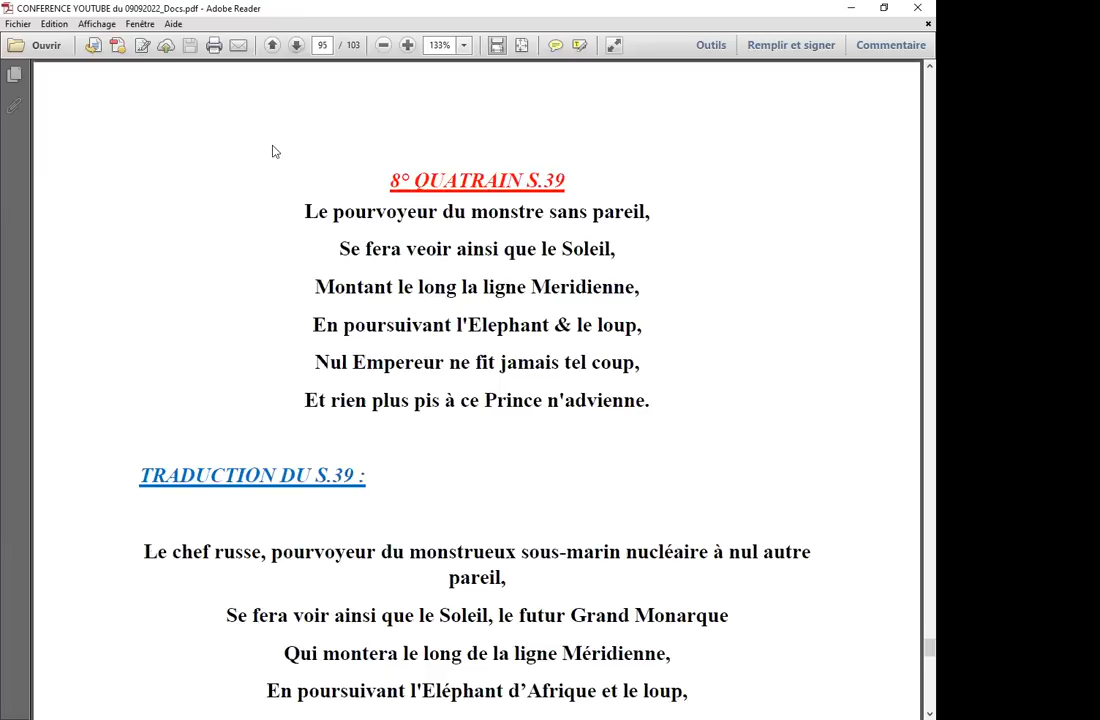 CONFERENCE YOUTUBE du 09092022_Docs.pdf - Adobe Reader
Fichier Edition Affichage Fenêtre Aide
Ouvrir 95 / 103 133% Outils Remplir et signer Commentaire
8° QUATRAIN S.39
Le pourvoyeur du monstre sans pareil,
Se fera veoir ainsi que le Soleil,
Montant le long la ligne Meridienne,
En poursuivant l'Elephant & le loup,
Nul Empereur ne fit jamais tel coup,
Et rien plus pis à ce Prince n'advienne.
TRADUCTION DU S.39 :
Le chef russe, pourvoyeur du monstrueux sous-marin nucléaire à nul autre
pareil,
Se fera voir ainsi que le Soleil, le futur Grand Monarque
Qui montera le long de la ligne Méridienne,
En poursuivant l'Eléphant d’Afrique et le loup,